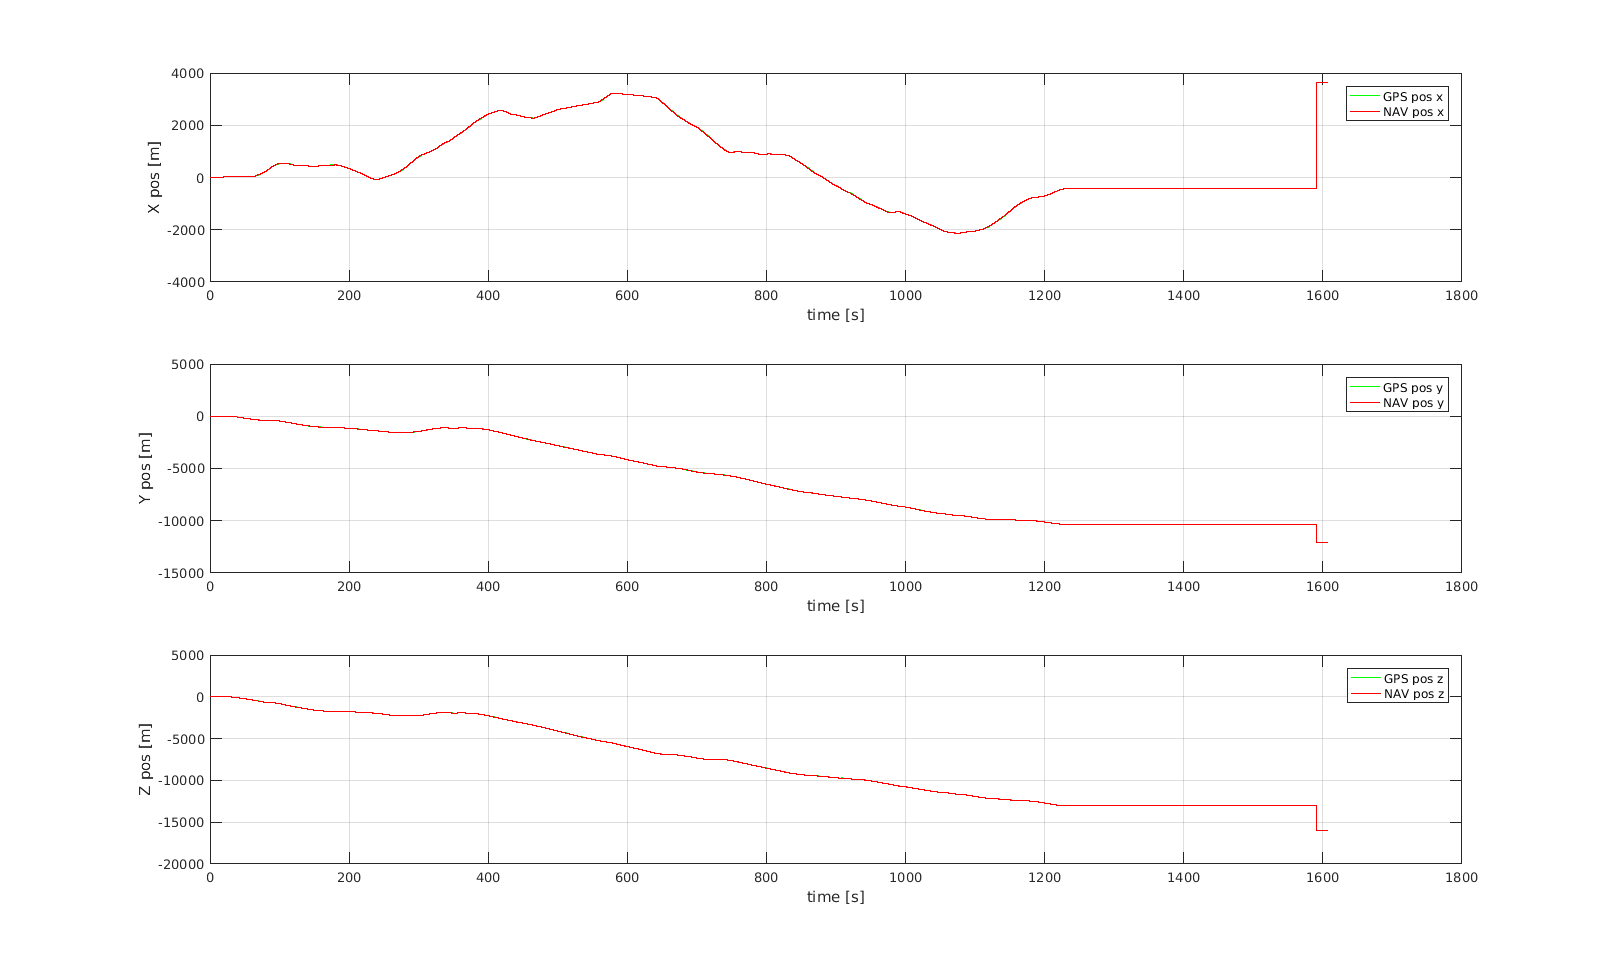 4000
2000
0
-2000
-4000
X pos [m]
GPS pos x
NAV pos x
0 200 400 600 800 1000 1200 1400 1600 1800
time [s]
5000
0
-5000
-10000
-15000
Y pos [m]
GPS pos y
NAV pos y
0 200 400 600 800 1000 1200 1400 1600 1800
time [s]
5000
0
-5000
-10000
-15000
-20000
Z pos [m]
GPS pos z
NAV pos z
0 200 400 600 800 1000 1200 1400 1600 1800
time [s]